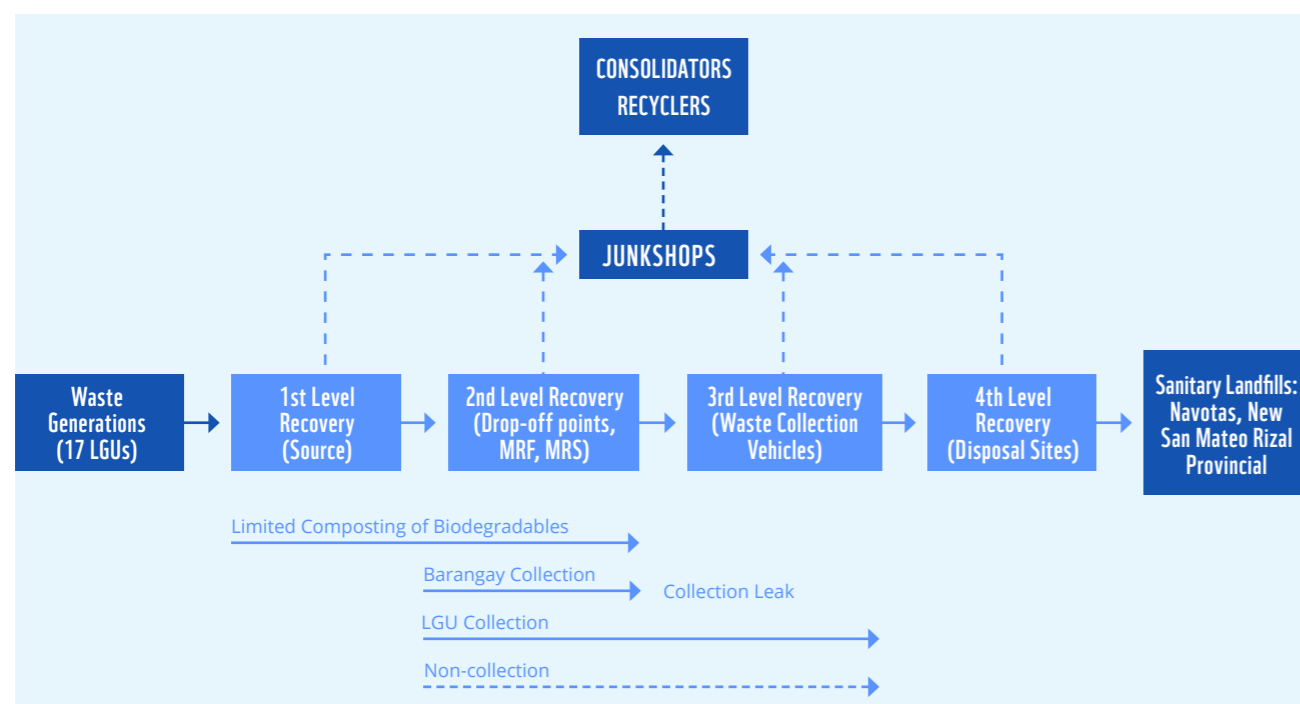 CONSOLIDATORS
RECYCLERS
JUNKSHOPS
Waste
Generations
(17 LGUs)
1st Level
Recovery
(Source)
2nd Level Recovery
(Drop-off points,
MRF, MRS)
3rd Level Recovery
(Waste Collection
Vehicles)
4th Level
Recovery
(Disposal Sites)
Sanitary Landfills:
Navotas, New
San Mateo Rizal
Provincial
Limited Composting of Biodegradables
Barangay Collection
Collection Leak
LGU Collection
Non-collection